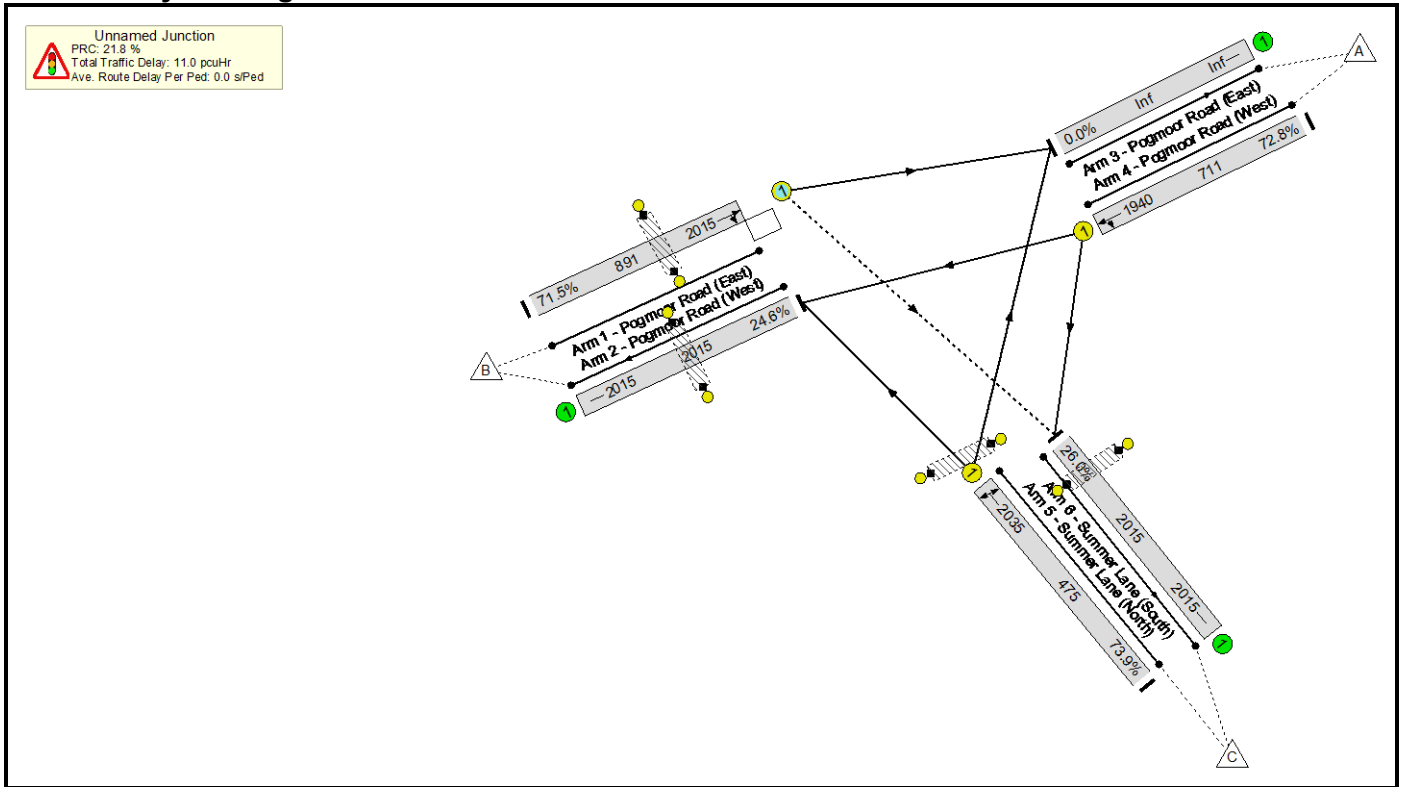 Unnamed Junction
PRC: 21.8 %
Total Traffic Delay: 11.0 pcuHr
Ave. Route Delay Per Ped: 0.0 s/Ped
1
A
Inf
Inf
0.0%
Arm 3 - Pogmoor Road (East)
Arm 4 - Pogmoor Road (West)
72.8%
711
1940
1
1
2015
891
71.5%
Arm 1 - Pogmoor Road (East)
Arm 2 - Pogmoor Road (West)
24.6%
2015
2015
B
1
1
26.0%
Arm 6 - Summer Lane (South)
Arm 5 - Summer Lane (North)
2015
2015
2035
475
73.9%
1
C